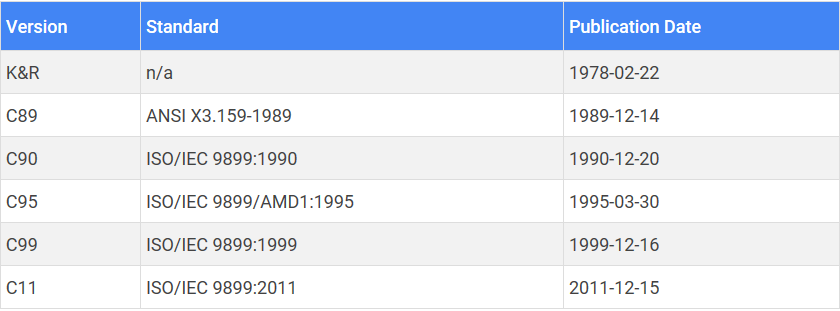 Version Standard Publication Date
K&R n/a 1978-02-22
C89 ANSI X3.159-1989 1989-12-14
C90 ISO/IEC 9899:1990 1990-12-20
C95 ISO/IEC 9899/AMD1:1995 1995-03-30
C99 ISO/IEC 9899:1999 1999-12-16
C11 ISO/IEC 9899:2011 2011-12-15